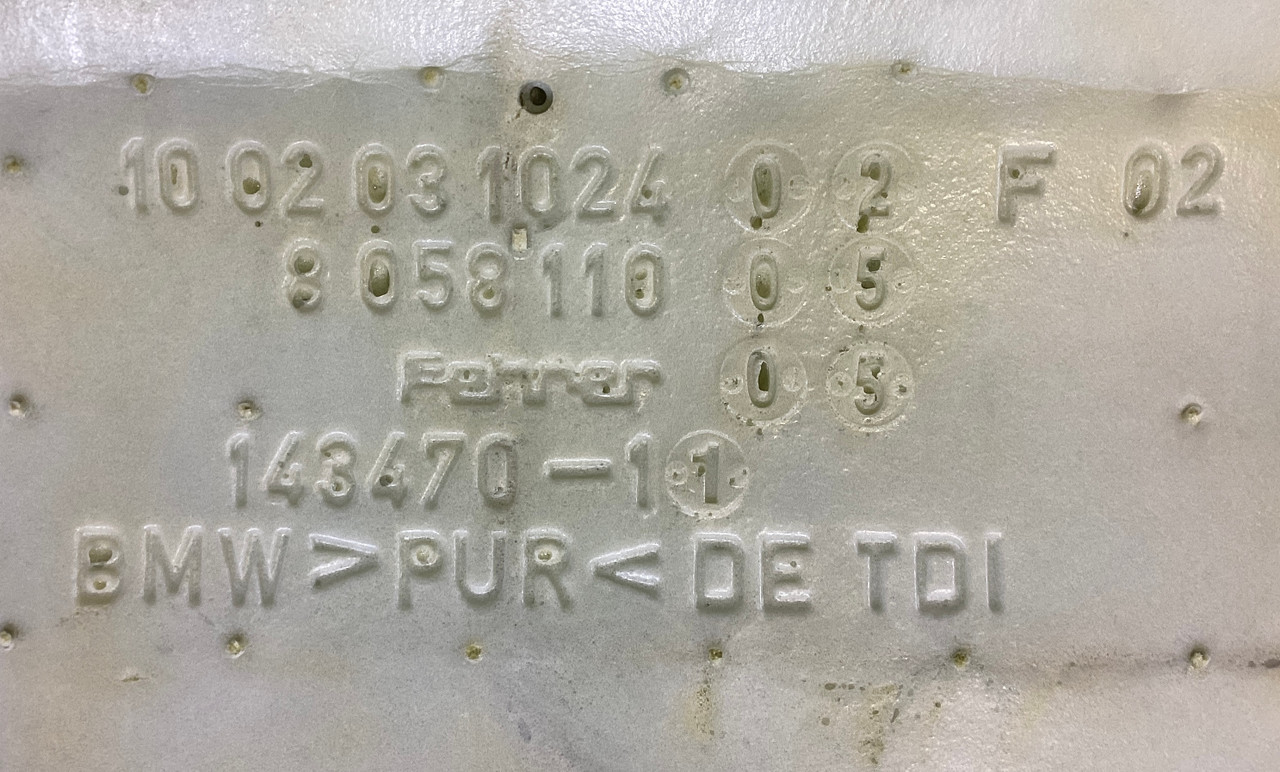 10 02 03 1024 0 2 F 02
8 058 110 0 5
Fehrer 0 5
143470-1 1
BMW >PUR< DE TDI